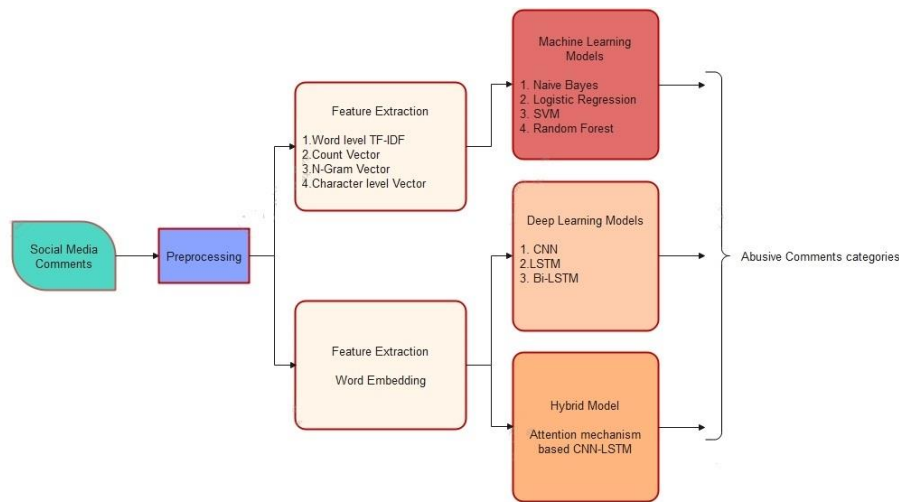 Social Media
Comments
Preprocessing
Feature Extraction
1.Word level TF-IDF
2.Count Vector
3.N-Gram Vector
4.Character level Vector
Feature Extraction
Word Embedding
Machine Learning
Models
1. Naïve Bayes
2. Logistic Regression
3. SVM
4. Random Forest
Deep Learning Models
1. CNN
2.LSTM
3. Bi-LSTM
Hybrid Model
Attention mechanism
based CNN-LSTM
Abusive Comments categories